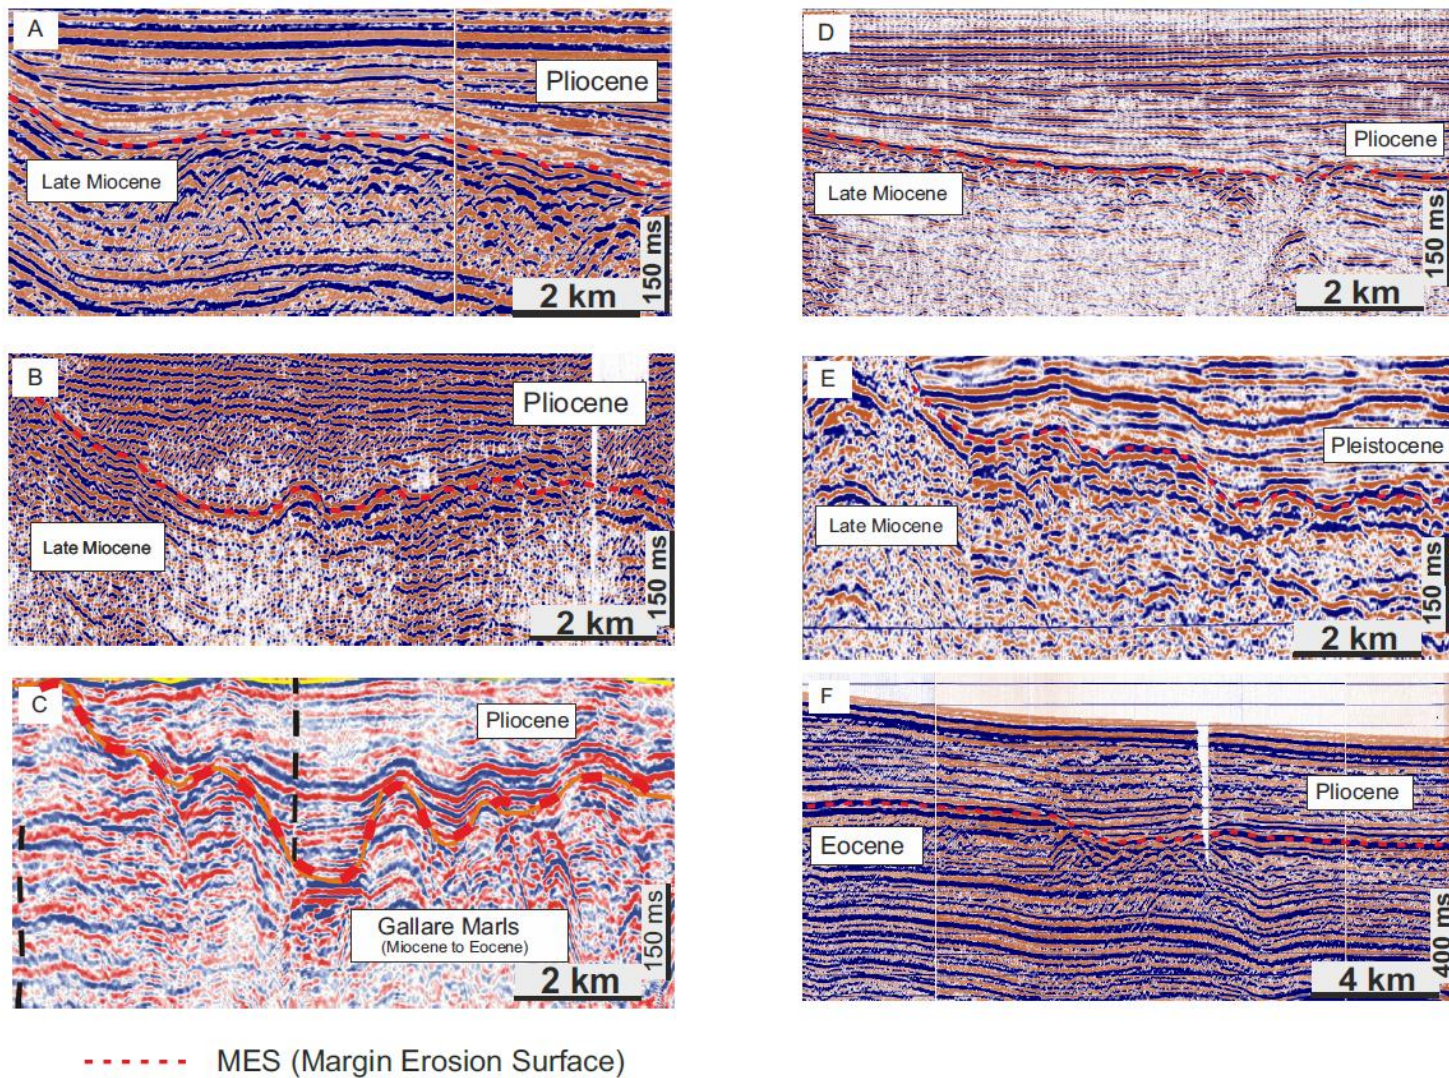 A
Pliocene
Late Miocene
2 km
150 ms
B
Pliocene
Late Miocene
2 km
150 ms
C
Pliocene
Gallare Marls
(Miocene to Eocene)
2 km
150 ms
D
Pliocene
Late Miocene
2 km
150 ms
E
Pleistocene
Late Miocene
2 km
150 ms
F
Pliocene
Eocene
4 km
400 ms
MES (Margin Erosion Surface)